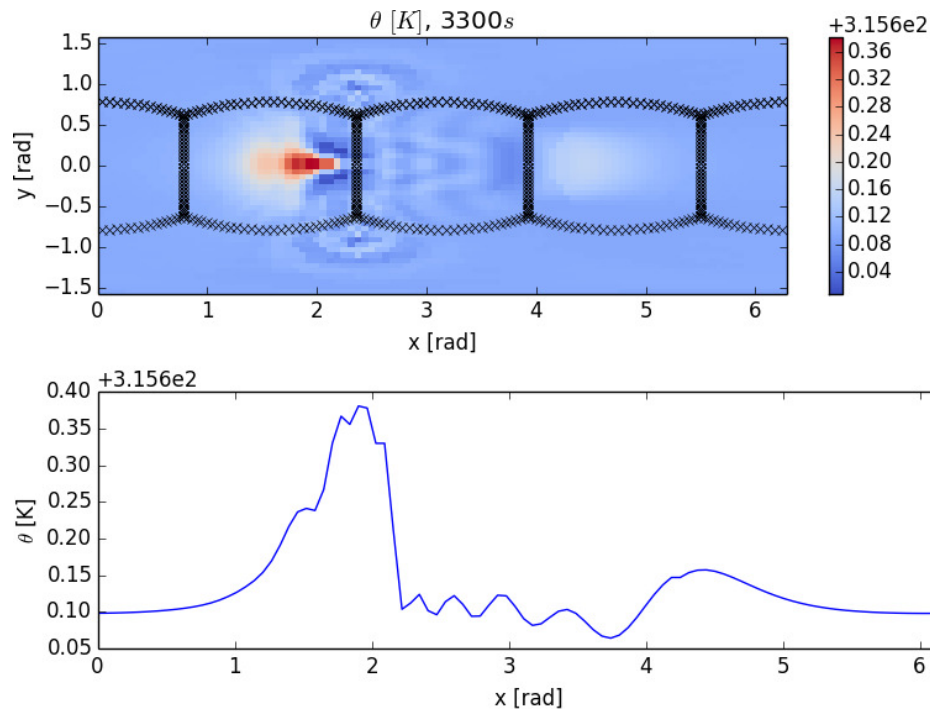 θ [K], 3300s
+3.156e2
1.5
1.0
0.5
0.0
−0.5
−1.0
−1.5
y [rad]
0 1 2 3 4 5 6
x [rad]
0.36
0.32
0.28
0.24
0.20
0.16
0.12
0.08
0.04
+3.156e2
0.40
0.35
0.30
0.25
0.20
0.15
0.10
0.05
θ [K]
0 1 2 3 4 5 6
x [rad]